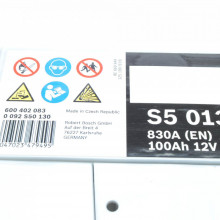 600 402 083
0 092 S50 130
Made in Czech Republic
Robert Bosch GmbH
Auf der Breit 4
76227 Karlsruhe
GERMANY
4047023479495
S5 013
830A (EN)
100Ah 12V